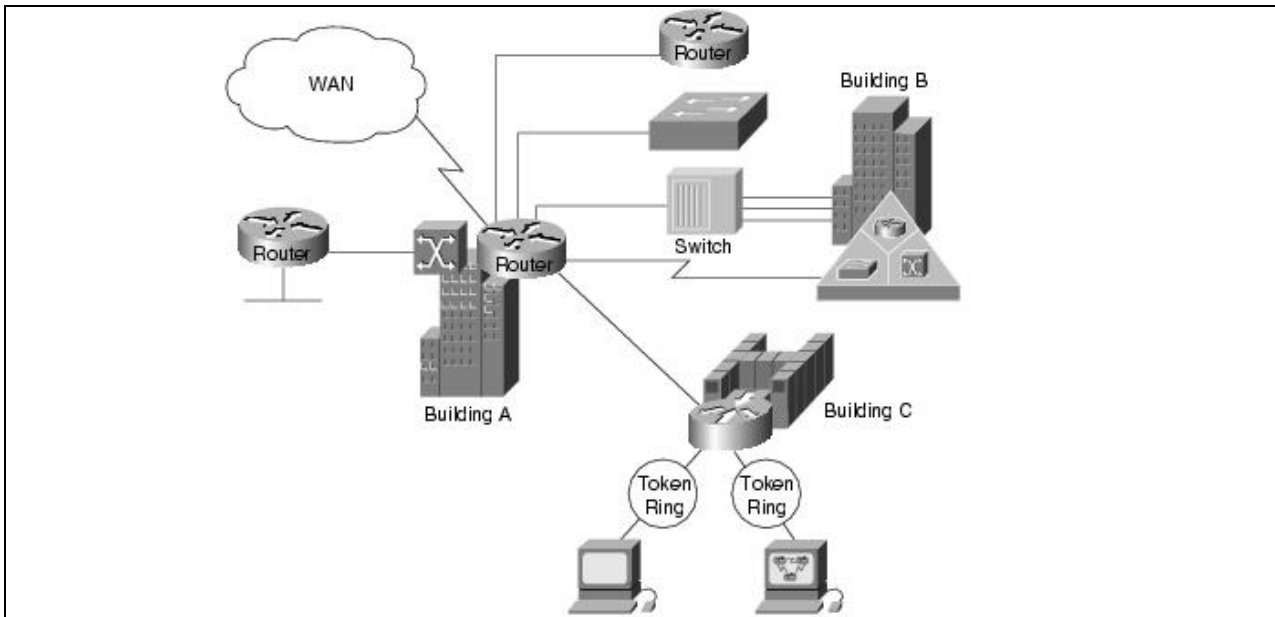 Router
WAN
Building B
Router
Router
Switch
Building A
Building C
Token
Ring
Token
Ring